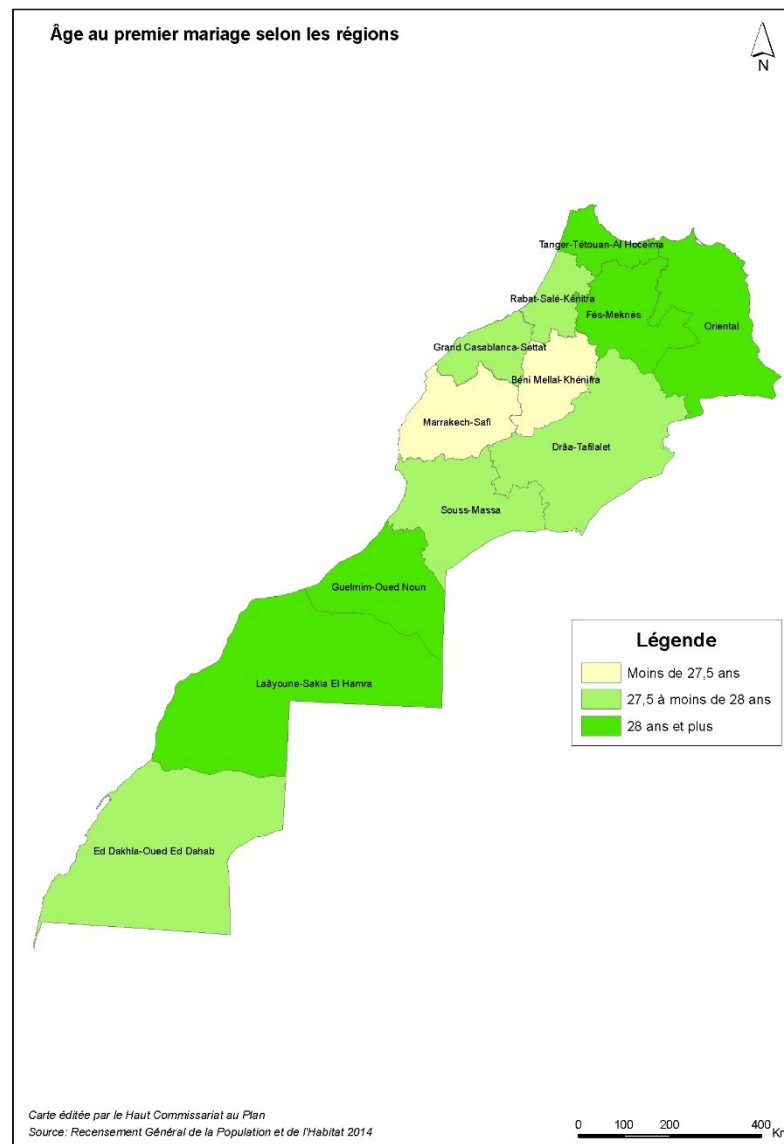 Âge au premier mariage selon les régions
N
Tanger-Tétouan-Al Hoceima
Rabat-Salé-Kénitra
Fès-Meknès
Oriental
Grand Casablanca-Settat
Béni Mellal-Khénifra
Marrakech-Safi
Drâa-Tafilalet
Souss-Massa
Guelmim-Oued Noun
Laâyoune-Sakia El Hamra
Ed Dakhla-Oued Ed Dahab
Légende
Moins de 27,5 ans
27,5 à moins de 28 ans
28 ans et plus
Carte éditée par le Haut Commissariat au Plan
Source: Recensement Général de la Population et de l'Habitat 2014
0 100 200 400 Km